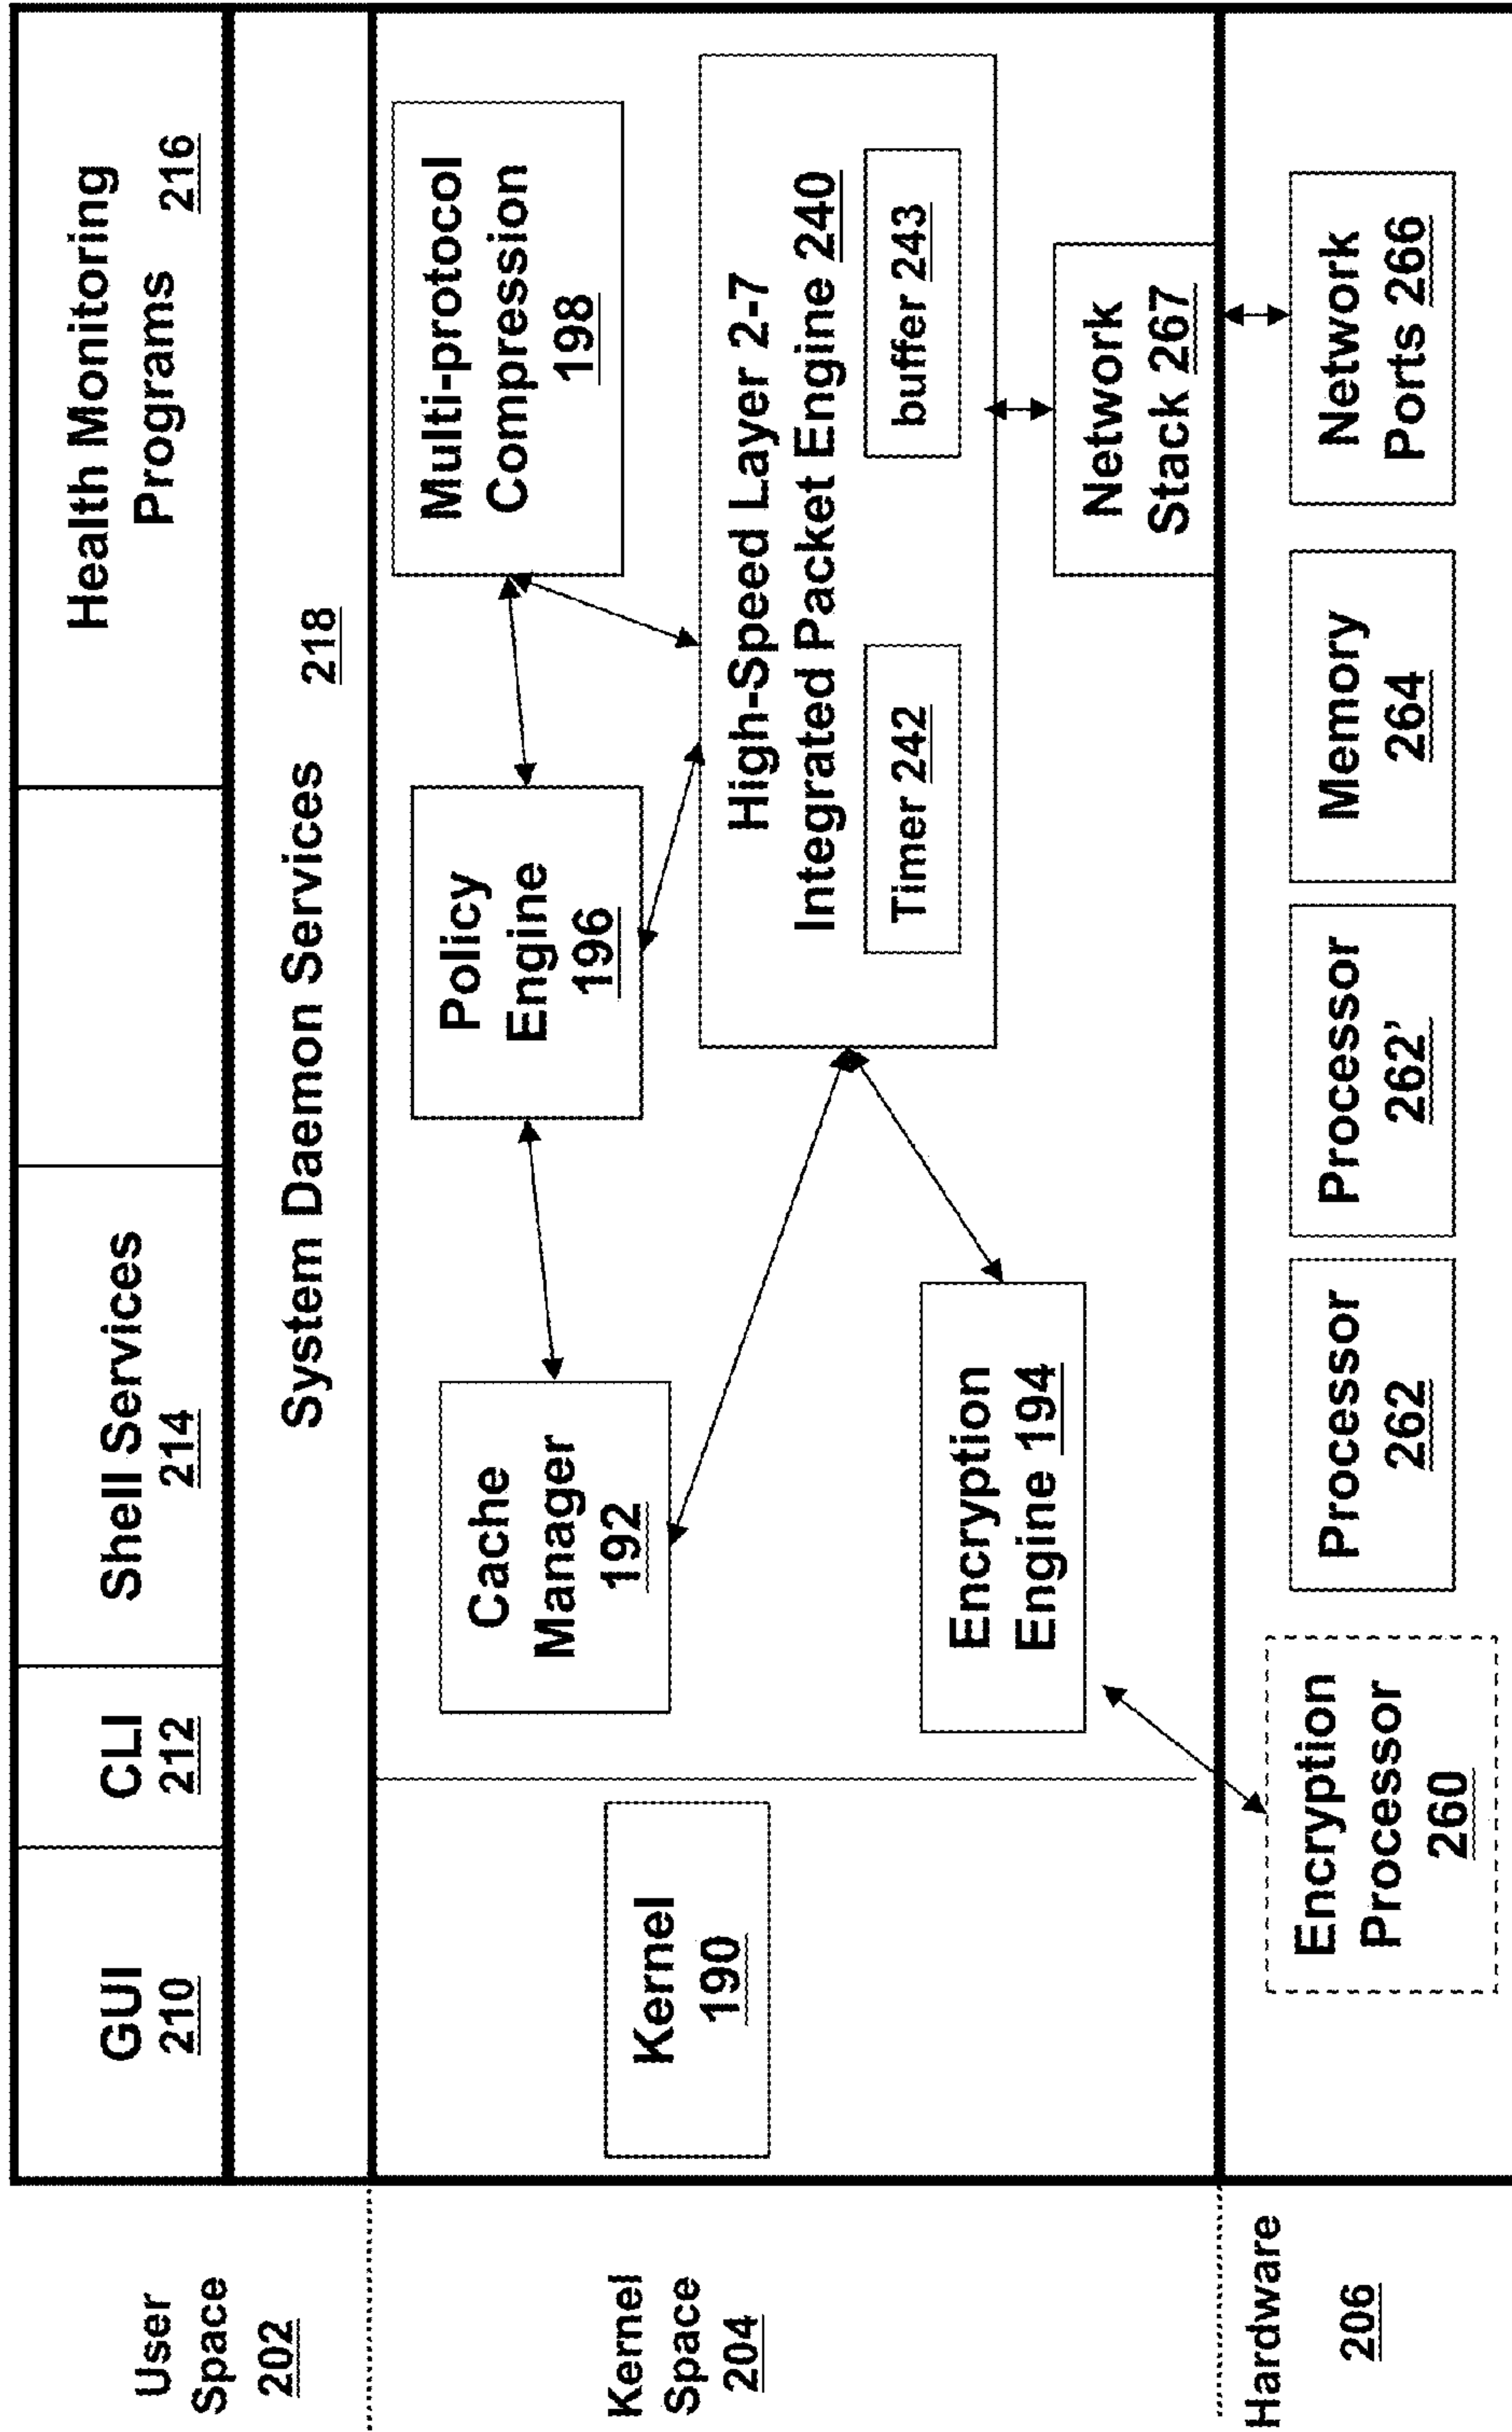 User
Space
202
GUI
210
CLI
212
Shell Services
214
Health Monitoring
Programs 216
System Daemon Services 218
Kernel
Space
204
Kernel
190
Cache
Manager
192
Policy
Engine
196
Multi-protocol
Compression
198
High-Speed Layer 2-7
Integrated Packet Engine 240
Timer 242
buffer 243
Encryption
Engine 194
Network
Stack 267
Hardware
206
Encryption
Processor
260
Processor
262
Processor
262’
Memory
264
Network
Ports 266